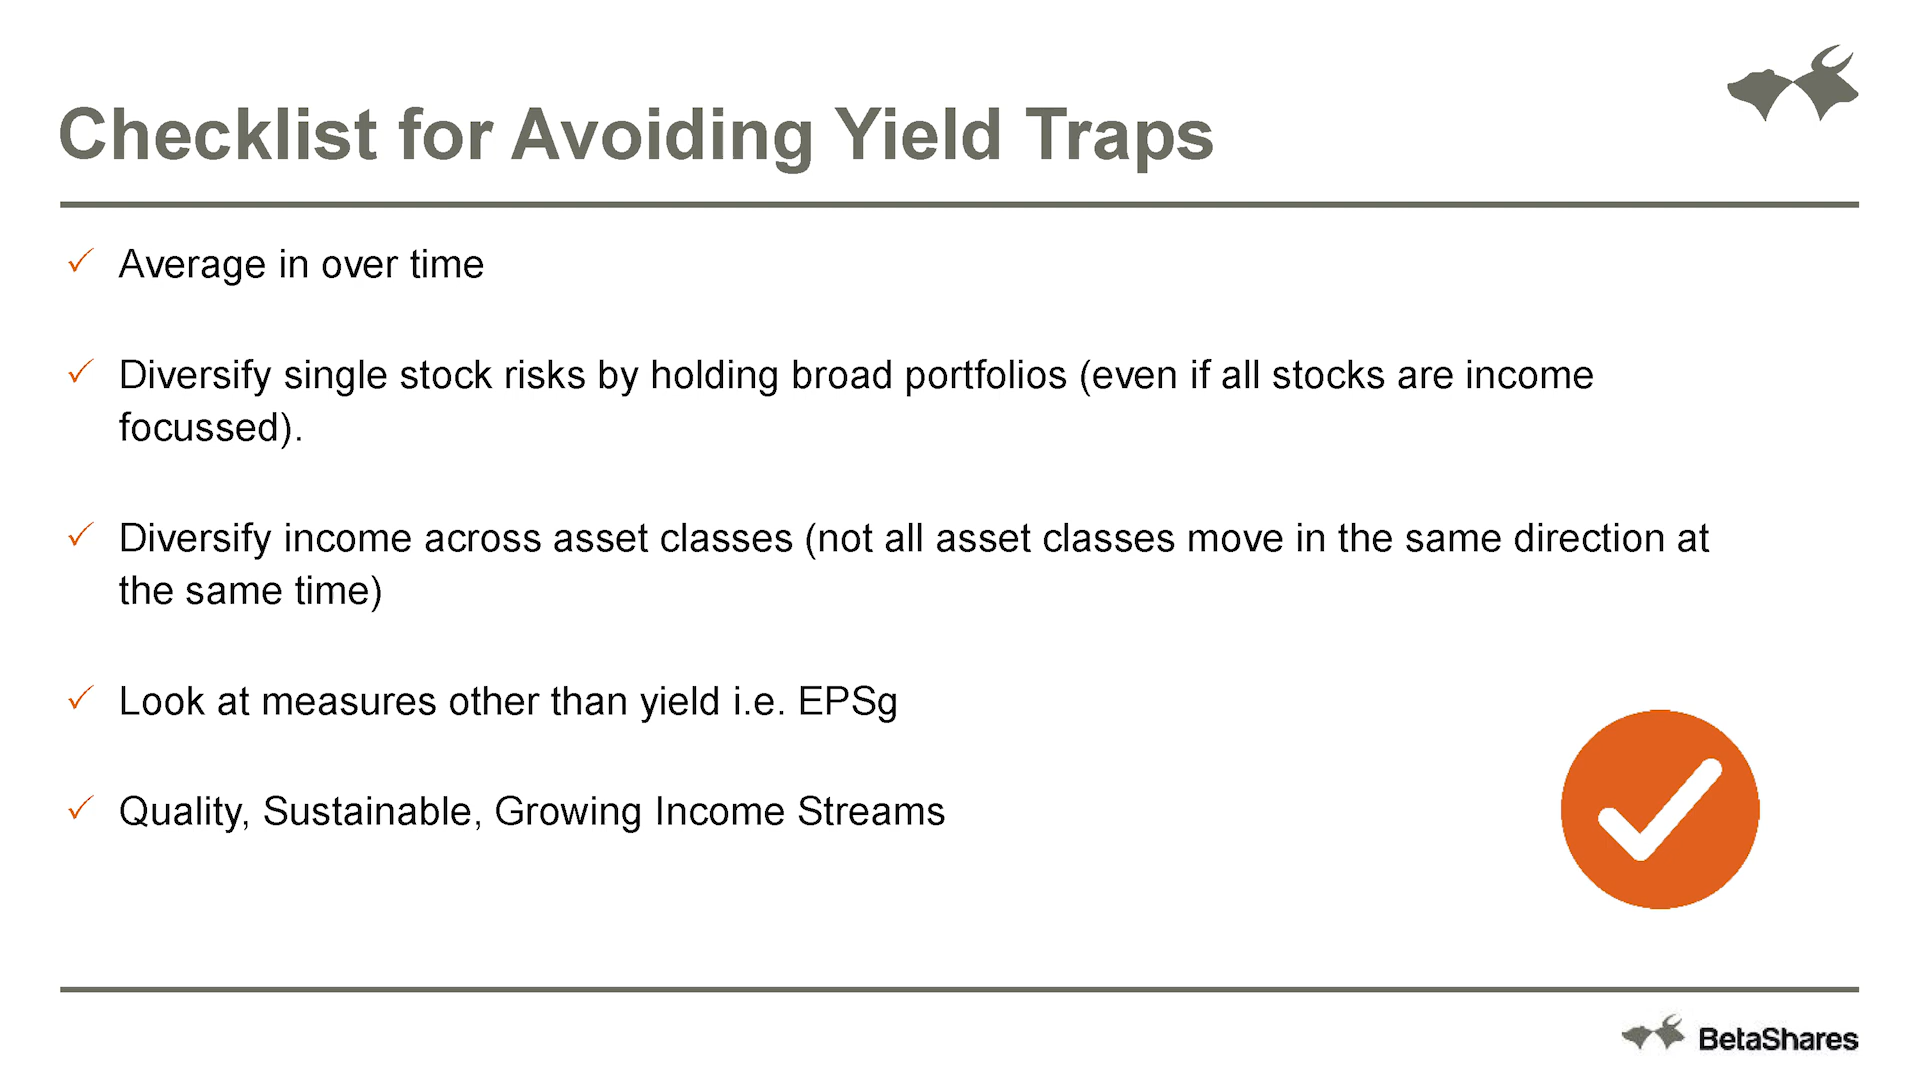 Checklist for Avoiding Yield Traps
Average in over time
Diversify single stock risks by holding broad portfolios (even if all stocks are income
focussed).
Diversify income across asset classes (not all asset classes move in the same direction at
the same time)
Look at measures other than yield i.e. EPSg
Quality, Sustainable, Growing Income Streams
BetaShares